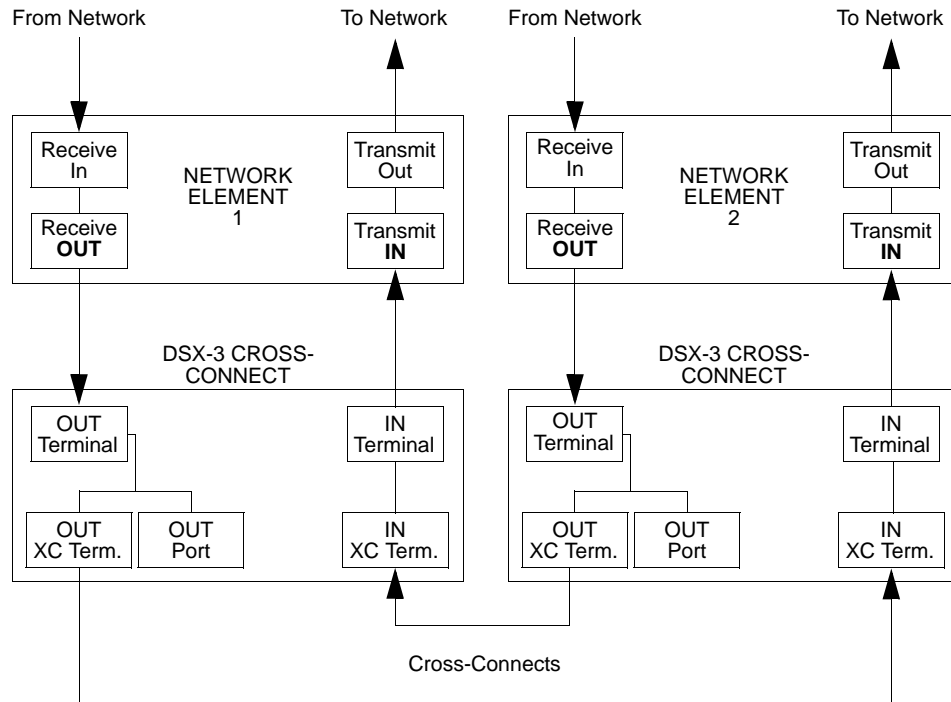 From Network
To Network
From Network
To Network
Receive
In
NETWORK
ELEMENT
1
Transmit
Out
Receive
OUT
Transmit
IN
Receive
In
NETWORK
ELEMENT
2
Transmit
Out
Receive
OUT
Transmit
IN
DSX-3 CROSS-
CONNECT
DSX-3 CROSS-
CONNECT
OUT
Terminal
IN
Terminal
OUT
XC Term.
OUT
Port
IN
XC Term.
OUT
Terminal
IN
Terminal
OUT
XC Term.
OUT
Port
IN
XC Term.
Cross-Connects